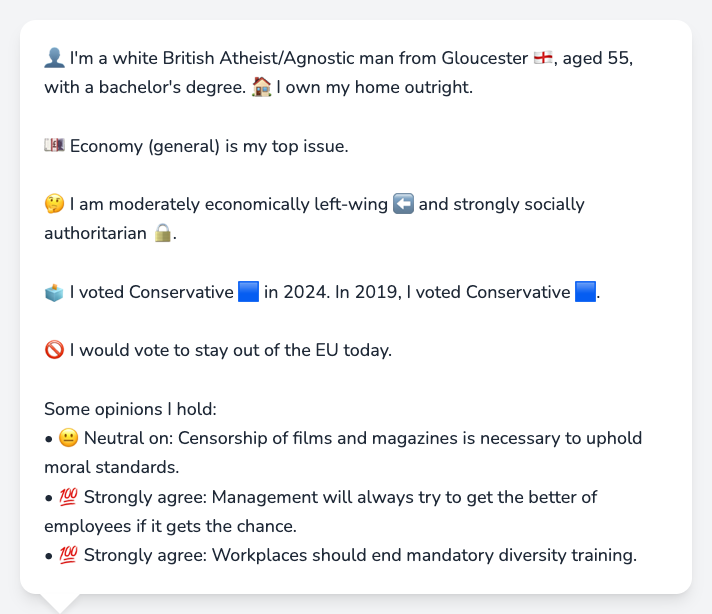 👤 I'm a white British Atheist/Agnostic man from Gloucester 🏴󠁧󠁢󠁥󠁮󠁧󠁿, aged 55,
with a bachelor's degree. 🏠 I own my home outright.
💷 Economy (general) is my top issue.
🤔 I am moderately economically left-wing ⬅️ and strongly socially
authoritarian 🔒.
🗳️ I voted Conservative 🟦 in 2024. In 2019, I voted Conservative 🟦.
🚫 I would vote to stay out of the EU today.
Some opinions I hold:
• 😐 Neutral on: Censorship of films and magazines is necessary to uphold
moral standards.
• 💯 Strongly agree: Management will always try to get the better of
employees if it gets the chance.
• 💯 Strongly agree: Workplaces should end mandatory diversity training.